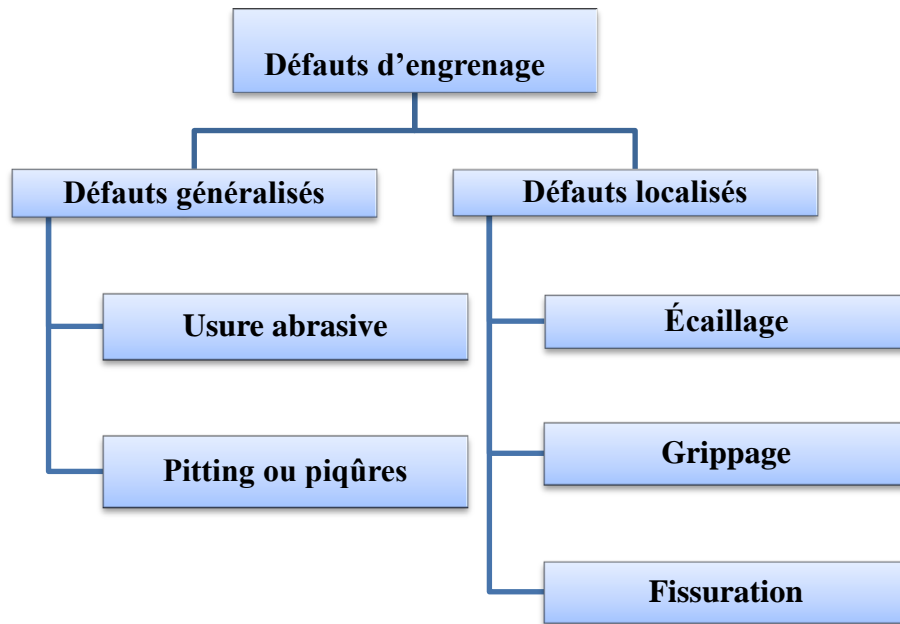 Défauts d’engrenage
Défauts généralisés
Usure abrasive
Pitting ou piqûres
Défauts localisés
Écaillage
Grippage
Fissuration